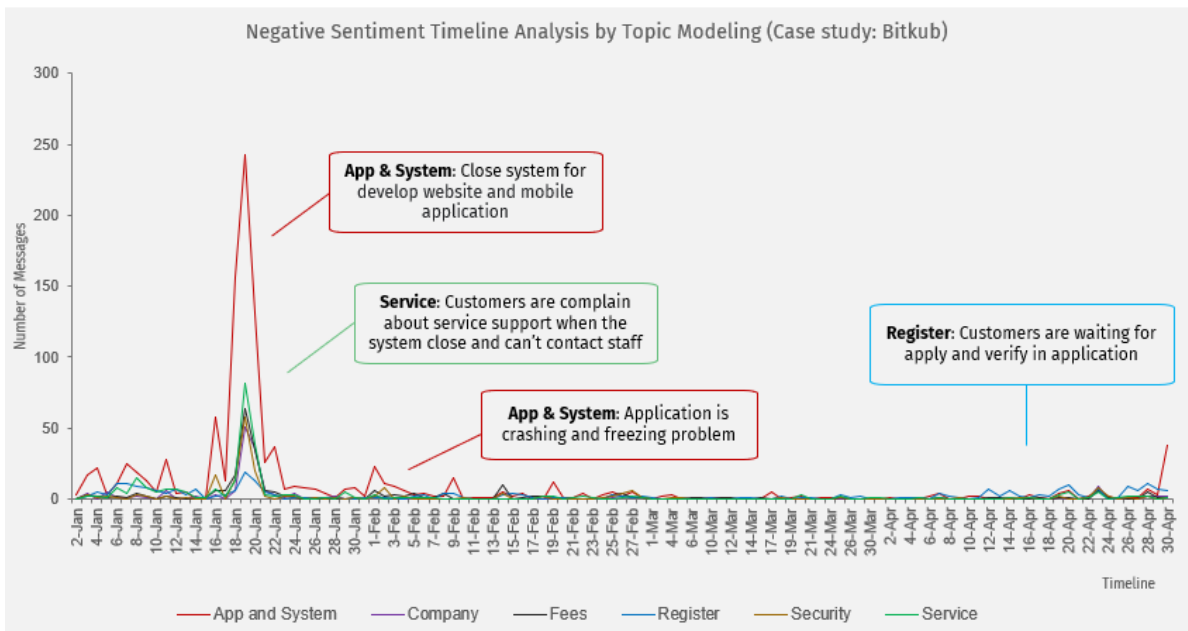 Negative Sentiment Timeline Analysis by Topic Modeling (Case study: Bitkub)
Number of Messages
300
250
200
150
100
50
0
App & System: Close system for
develop website and mobile
application
Service: Customers are complain
about service support when the
system close and can't contact staff
App & System: Application is
crashing and freezing problem
Register: Customers are waiting for
apply and verify in application
2-Jan
4-Jan
6-Jan
8-Jan
10-Jan
12-Jan
14-Jan
16-Jan
18-Jan
20-Jan
22-Jan
24-Jan
26-Jan
28-Jan
30-Jan
1-Feb
3-Feb
5-Feb
7-Feb
9-Feb
11-Feb
13-Feb
15-Feb
17-Feb
19-Feb
21-Feb
23-Feb
25-Feb
27-Feb
1-Mar
4-Mar
6-Mar
10-Mar
12-Mar
14-Mar
17-Mar
19-Mar
21-Mar
23-Mar
26-Mar
30-Mar
2-Apr
4-Apr
6-Apr
8-Apr
10-Apr
12-Apr
14-Apr
16-Apr
18-Apr
20-Apr
22-Apr
24-Apr
26-Apr
28-Apr
30-Apr
Timeline
App and System
Company
Fees
Register
Security
Service